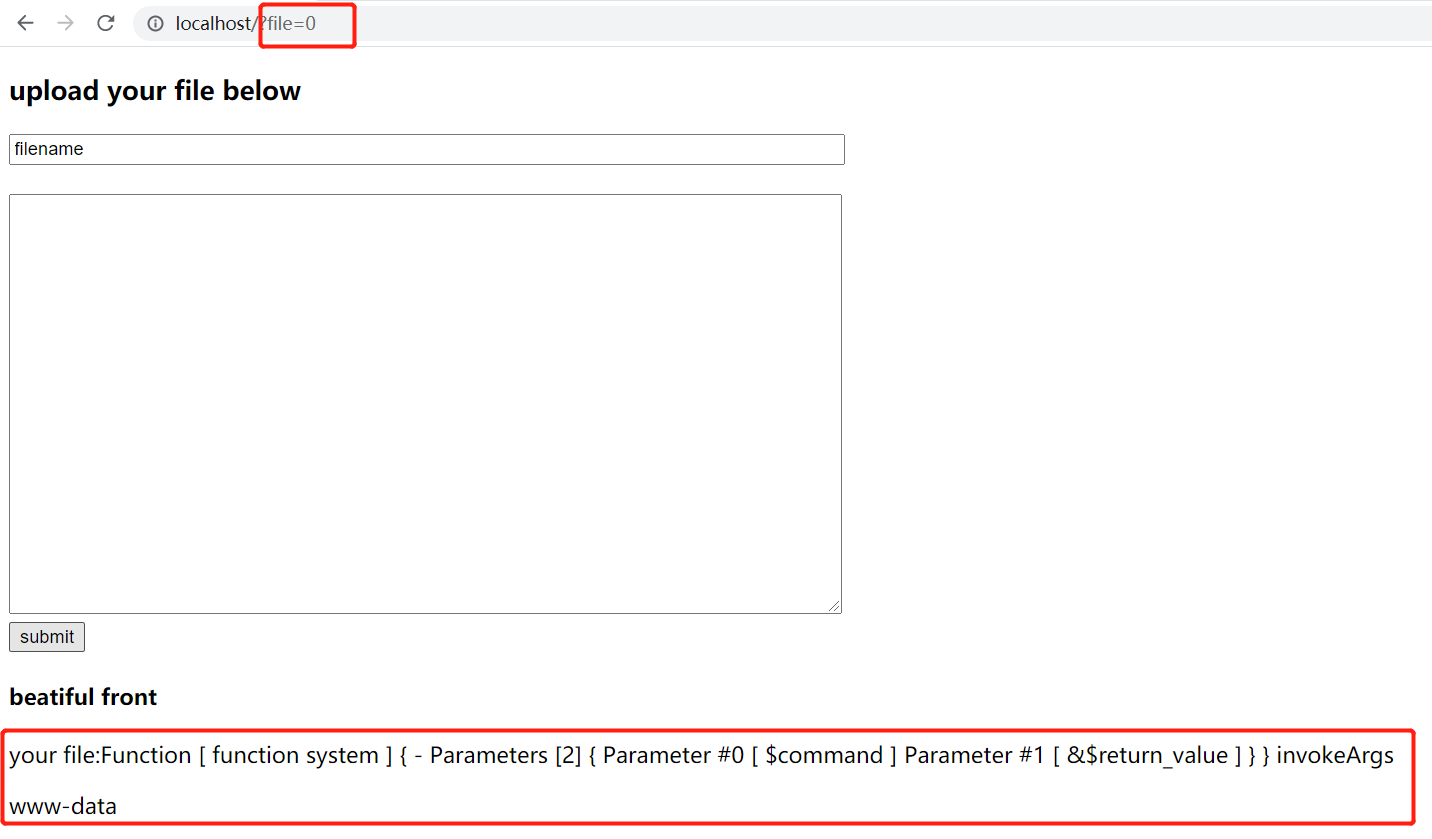 localhost/?file=0
upload your file below
filename
submit
beatiful front
your file:Function [ function system ] { - Parameters [2] { Parameter #0 [ $command ] Parameter #1 [ &$return_value ] } } invokeArgs
www-data